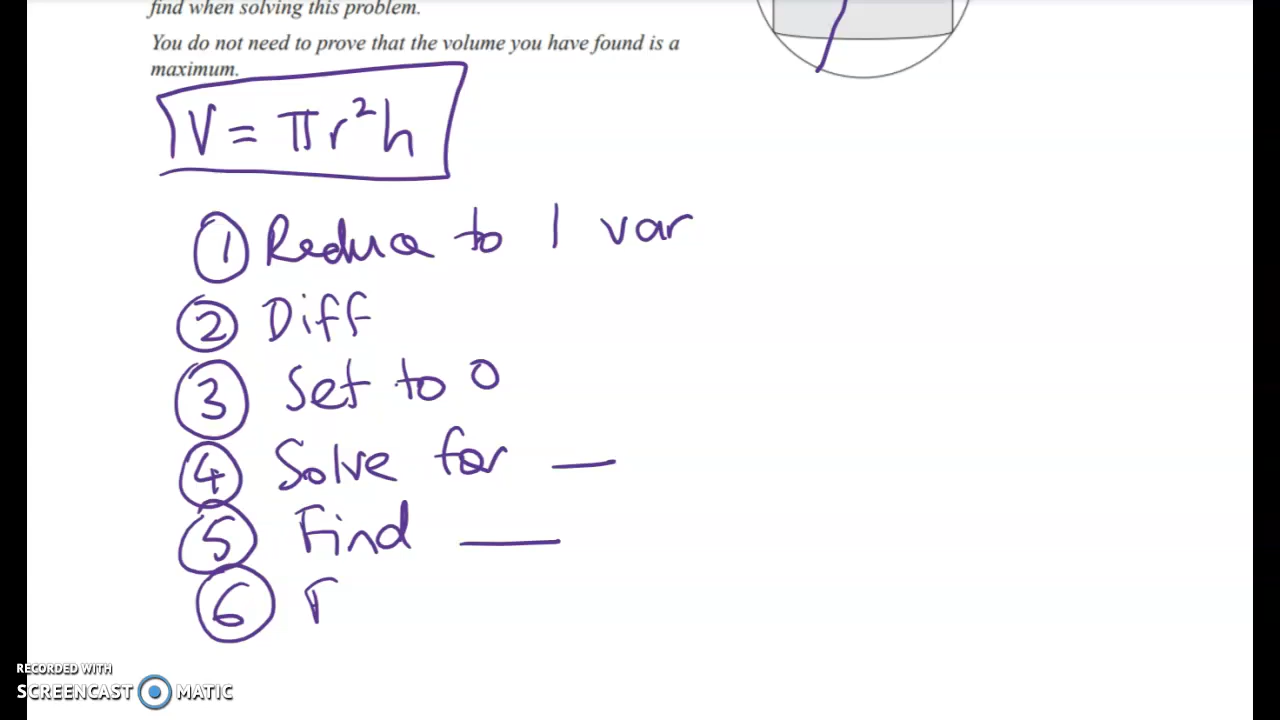 find when solving this problem.
You do not need to prove that the volume you have found is a
maximum.
V = πr²h
① Reduce to 1 var
② Diff
③ Set to 0
④ Solve for __
⑤ Find ___
⑥
RECORDED WITH
SCREENCAST MATIC